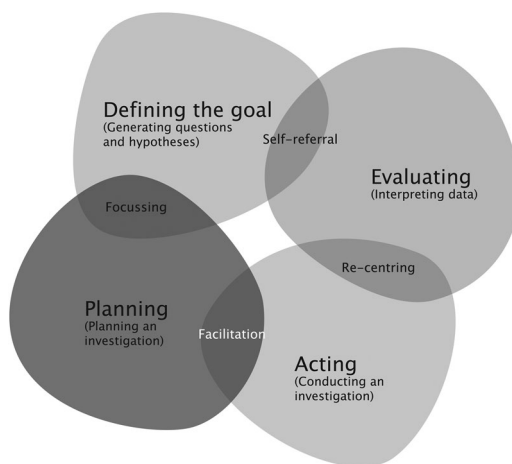 Defining the goal
(Generating questions
and hypotheses)
Self-referral
Evaluating
(Interpreting data)
Focussing
Re-centring
Planning
(Planning an
investigation)
Facilitation
Acting
(Conducting an
investigation)